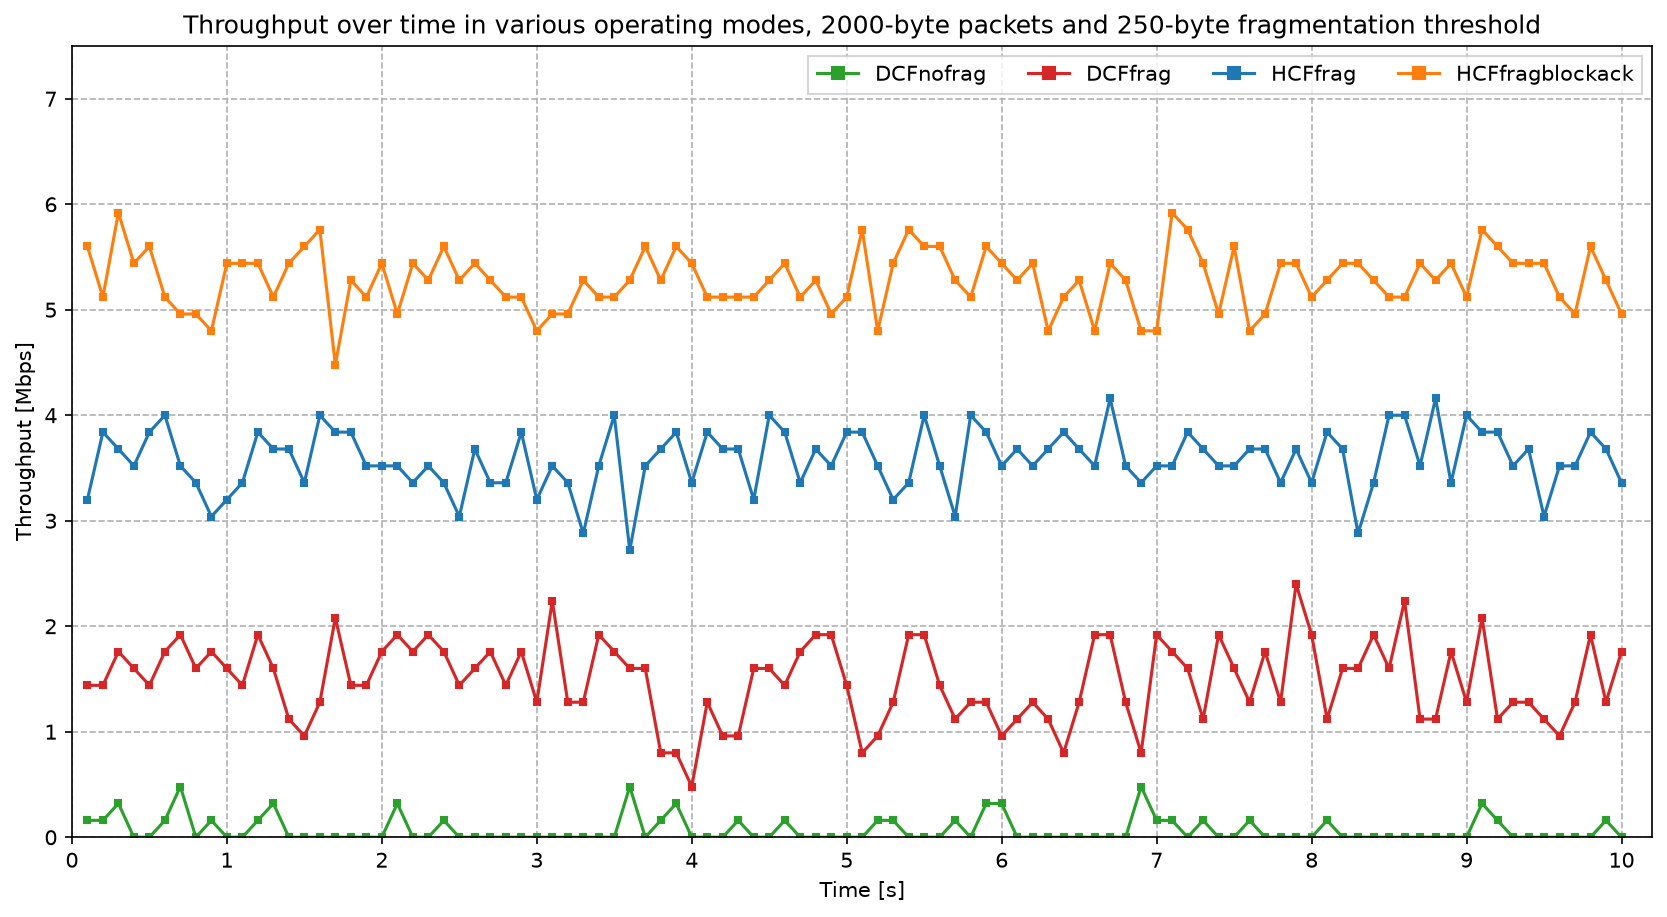 Throughput over time in various operating modes, 2000-byte packets and 250-byte fragmentation threshold
DCFnofrag DCFfrag HCFfrag HCFfragblockack
Throughput [Mbps]
7
6
5
4
3
2
1
0
0 1 2 3 4 5 6 7 8 9 10
Time [s]